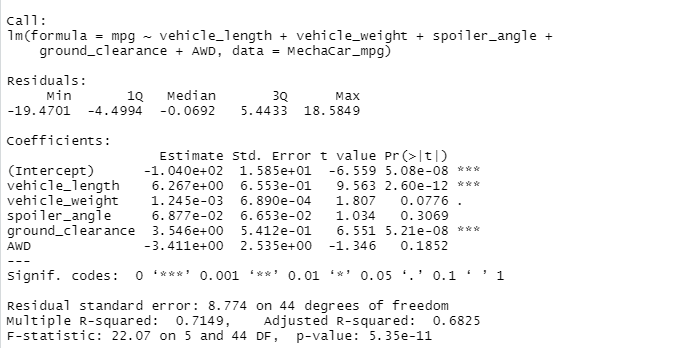 Call:
lm(formula = mpg ~ vehicle_length + vehicle_weight + spoiler_angle +
    ground_clearance + AWD, data = MechaCar_mpg)

Residuals:
     Min       1Q   Median       3Q      Max
-19.4701  -4.4994  -0.0692   5.4433  18.5849

Coefficients:
                   Estimate Std. Error t value Pr(>|t|)
(Intercept)      -1.040e+02  1.585e+01  -6.559 5.08e-08 ***
vehicle_length    6.267e+00  6.553e-01   9.563 2.60e-12 ***
vehicle_weight    1.245e-03  6.890e-04   1.807   0.0776 .
spoiler_angle     6.877e-02  6.653e-02   1.034   0.3069
ground_clearance  3.546e+00  5.412e-01   6.551 5.21e-08 ***
AWD              -3.411e+00  2.535e+00  -1.346   0.1852
---
Signif. codes:  0 ‘***’ 0.001 ‘**’ 0.01 ‘*’ 0.05 ‘.’ 0.1 ‘ ’ 1

Residual standard error: 8.774 on 44 degrees of freedom
Multiple R-squared:  0.7149,    Adjusted R-squared:  0.6825
F-statistic: 22.07 on 5 and 44 DF,  p-value: 5.35e-11